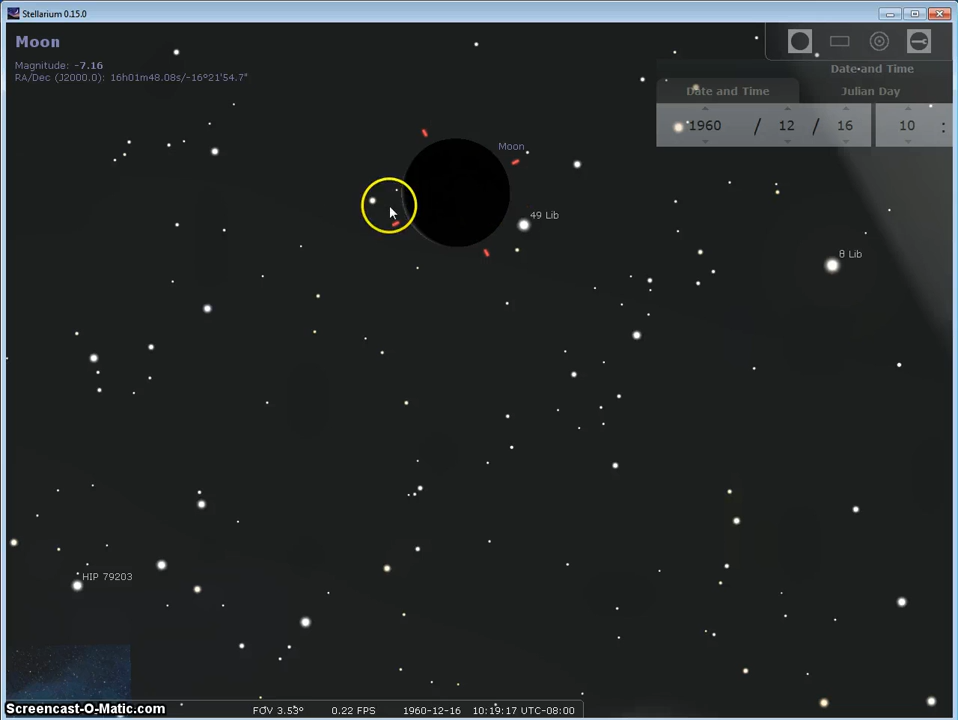 Stellarium 0.15.0
Moon
Magnitude: -7.16
RA/Dec (J2000.0): 16h01m48.08s/-16°21'54.7"
Date and Time
Date and Time
Julian Day
1960 / 12 / 16 10 :
Moon
49 Lib
8 Lib
HIP 79203
Screencast-O-Matic.com
FOV 3.53° 0.22 FPS 1960-12-16 10:19:17 UTC-08:00